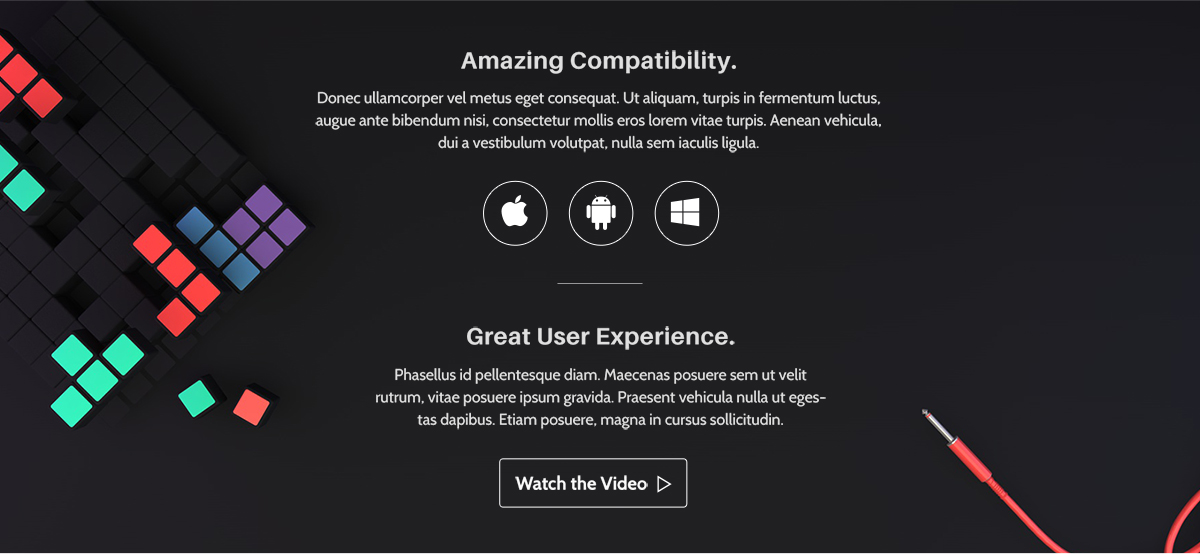 Amazing Compatibility.
Donec ullamcorper vel metus eget consequat. Ut aliquam, turpis in fermentum luctus,
augue ante bibendum nisi, consectetur mollis eros lorem vitae turpis. Aenean vehicula,
dui a vestibulum volutpat, nulla sem iaculis ligula.
Great User Experience.
Phasellus id pellentesque diam. Maecenas posuere sem ut velit
rutrum, vitae posuere ipsum gravida. Praesent vehicula nulla ut eges-
tas dapibus. Etiam posuere, magna in cursus sollicitudin.
Watch the Video